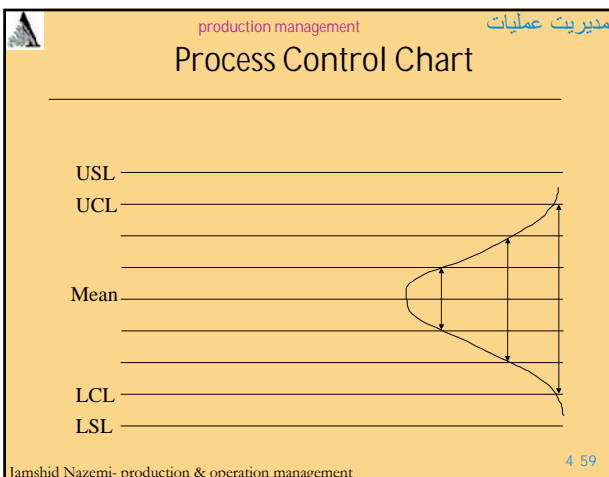 production management
مدیریت عملیات
Process Control Chart
USL
UCL
Mean
LCL
LSL
4 59
Jamshid Nazemi- production & operation management